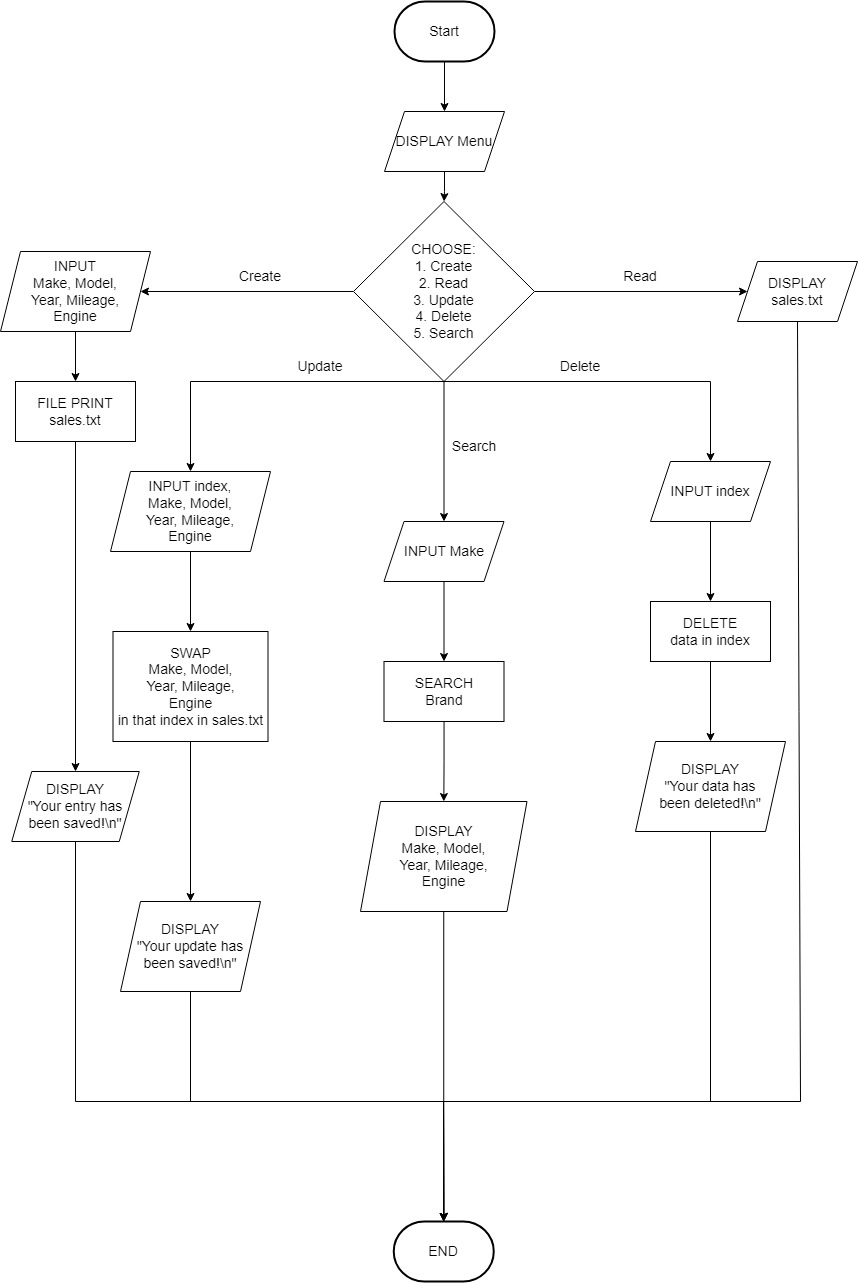 Start
DISPLAY Menu
CHOOSE:
1. Create
2. Read
3. Update
4. Delete
5. Search
Create
Read
INPUT
Make, Model,
Year, Mileage,
Engine
DISPLAY
sales.txt
Update
Delete
Search
FILE PRINT
sales.txt
INPUT index,
Make, Model,
Year, Mileage,
Engine
INPUT Make
INPUT index
SWAP
Make, Model,
Year, Mileage,
Engine
in that index in sales.txt
SEARCH
Brand
DELETE
data in index
DISPLAY
"Your entry has
been saved!\n"
DISPLAY
Make, Model,
Year, Mileage,
Engine
DISPLAY
"Your data has
been deleted!\n"
DISPLAY
"Your update has
been saved!\n"
END